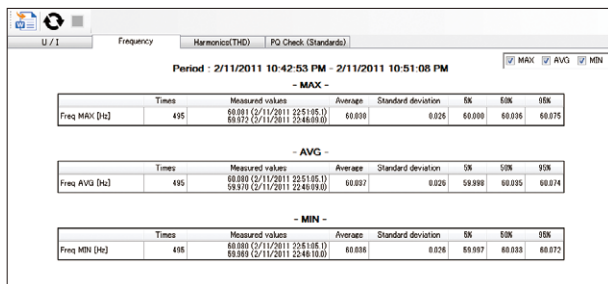 U / I Frequency Harmonics(THD) PQ Check (Standards)
Period : 2/11/2011 10:42:53 PM - 2/11/2011 10:51:08 PM
MAX AVG MIN
- MAX -
Times Measured values Average Standard deviation 5% 50% 95%
Freq MAX [Hz] 495 60.081 (2/11/2011 22:51:05.1) 60.038 0.026 60.000 60.036 60.075
59.972 (2/11/2011 22:46:09.0)
- AVG -
Times Measured values Average Standard deviation 5% 50% 95%
Freq AVG [Hz] 495 60.080 (2/11/2011 22:51:05.1) 60.037 0.026 59.998 60.035 60.074
59.970 (2/11/2011 22:46:09.0)
- MIN -
Times Measured values Average Standard deviation 5% 50% 95%
Freq MIN [Hz] 495 60.080 (2/11/2011 22:51:05.1) 60.036 0.026 59.997 60.033 60.072
59.969 (2/11/2011 22:46:10.0)